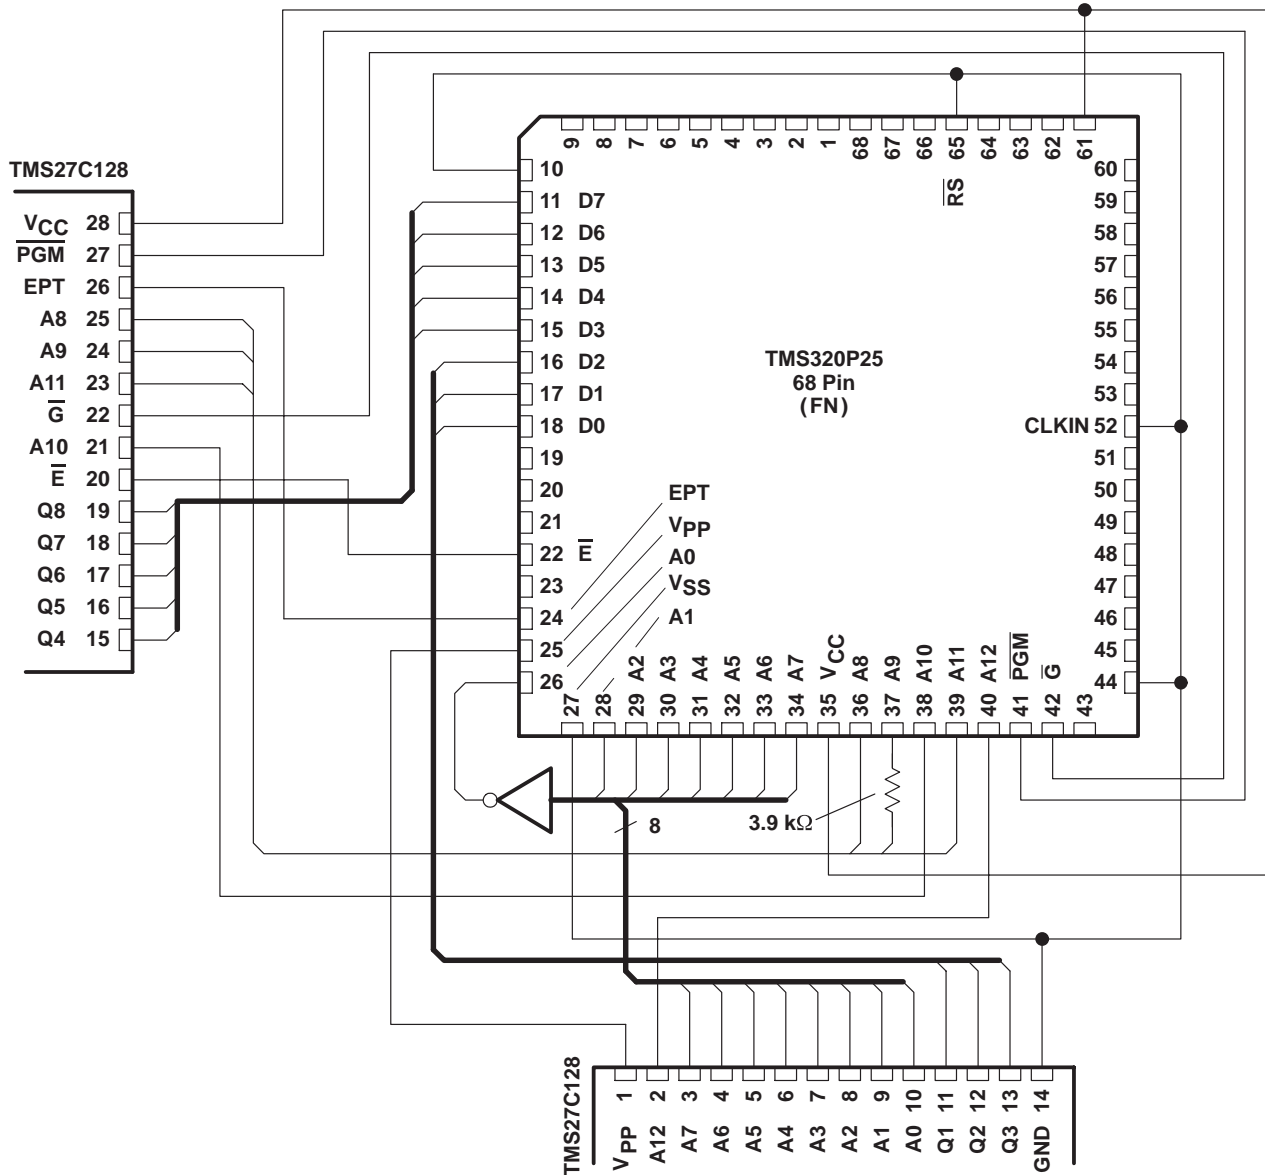 9 8 7 6 5 4 3 2 1 68 67 66 65 64 63 62 61
RS
TMS27C128
VCC 28
PGM 27
EPT 26
A8 25
A9 24
A11 23
G 22
A10 21
E 20
Q8 19
Q7 18
Q6 17
Q5 16
Q4 15
10
11 D7
12 D6
13 D5
14 D4
15 D3
16 D2
17 D1
18 D0
19
20
21
22 E
23
24
25
26
EPT
VPP
A0
VSS
A1
TMS320P25
68 Pin
(FN)
60
59
58
57
56
55
54
53
CLKIN 52
51
50
49
48
47
46
45
44
27
28
29 A2
30 A3
31 A4
32 A5
33 A6
34 A7
35 VCC
36 A8
37 A9
38 A10
39 A11
40 A12
41 PGM
42 G
43
8
3.9 kΩ
TMS27C128
VPP 1
A12 2
A7 3
A6 4
A5 5
A4 6
A3 7
A2 8
A1 9
A0 10
Q1 11
Q2 12
Q3 13
GND 14